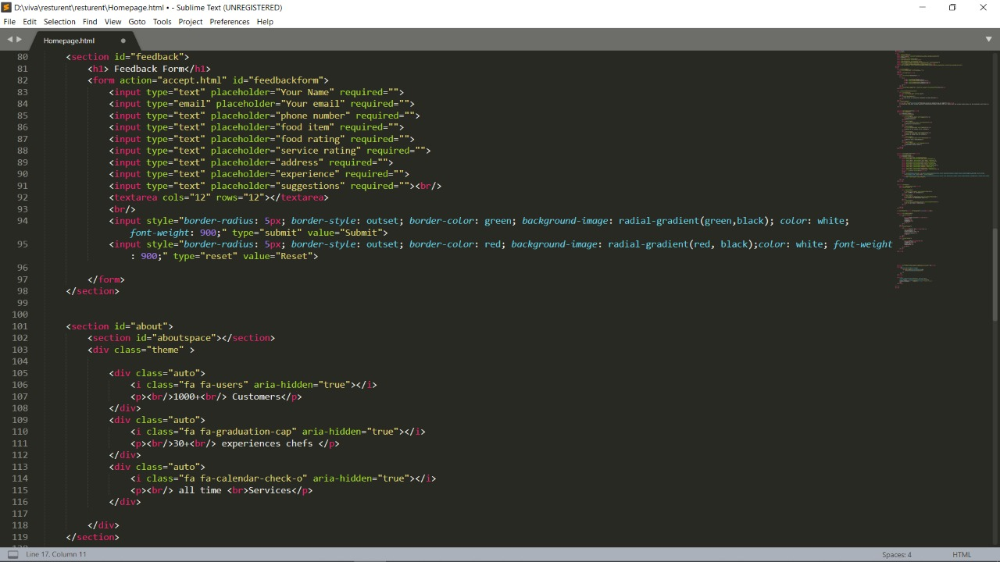 D:\viva\resturent\resturent\Homepage.html • - Sublime Text (UNREGISTERED)
File Edit Selection Find View Goto Tools Project Preferences Help
Homepage.html
80 <section id="feedback">
81 <h1> Feedback Form</h1>
82 <form action="accept.html" id="feedbackform">
83 <input type="text" placeholder="your name" required="">
84 <input type="email" placeholder="your email" required="">
85 <input type="text" placeholder="phone number" required="">
86 <input type="text" placeholder="food item" required="">
87 <input type="text" placeholder="food rating" required="">
88 <input type="text" placeholder="service rating" required="">
89 <input type="text" placeholder="address" required="">
90 <input type="text" placeholder="comment" required="">
91 <input type="text" placeholder="suggestions" required=""><br/>
92 <textarea cols="12" rows="12"></textarea>
93 <br/>
94 <input style="border-radius: 5px; border-style: inset; border-color: green; background-image: radial-gradient(green,black); color: white;
font-weight: 900;" type="submit" value="Submit">
95 <input style="border-radius: 5px; border-style: inset; border-color: red; background-image: radial-gradient(red, black);color: white; font-weight
: 900;" type="reset" value="Reset">
96
97 </form>
98 </section>
99
100
101 <section id="about">
102 <section id="aboutspace"></section>
103 <div class="theme" >
104
105 <div class="auto">
106 <i class="fa fa-users" aria-hidden="true"></i>
107 <p><br/>1000+<br/> Customers</p>
108 </div>
109 <div class="auto">
110 <i class="fa fa-graduation-cap" aria-hidden="true"></i>
111 <p><br/>30+<br/> experiences chefs </p>
112 </div>
113 <div class="auto">
114 <i class="fa fa-calendar-check-o" aria-hidden="true"></i>
115 <p><br/> all time <br>Services</p>
116 </div>
117
118 </div>
119 </section>
Line 17, Column 11
Spaces: 4
HTML